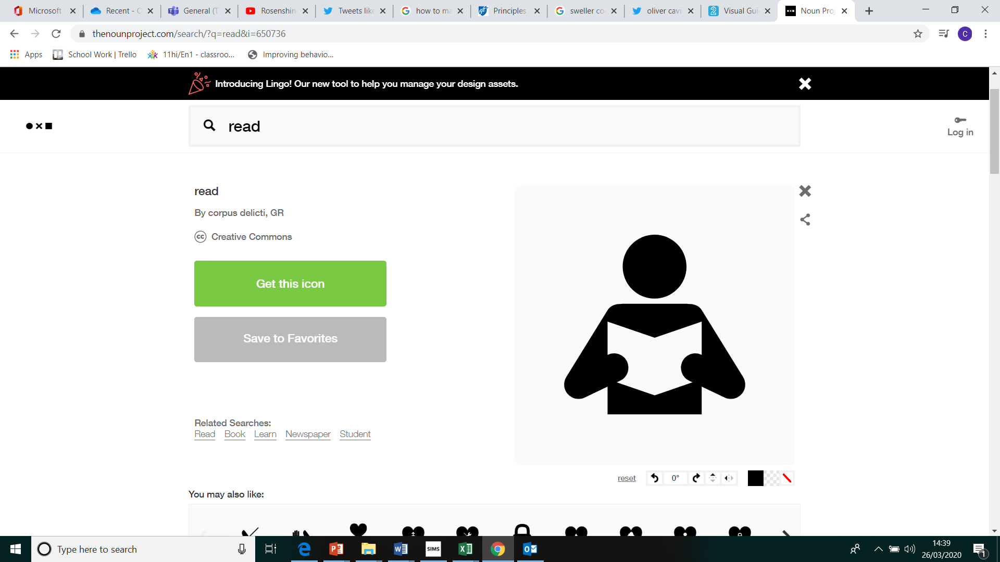 Microsoft
Recent - O
General (T
Rosenshin
Tweets like
how to ma
Principles
sweller co
oliver cavi
Visual Gui
Noun Proj
thenounproject.com/search/?q=read&i=650736
C
Apps
School Work | Trello
11hi/En1 - classroo...
Improving behavio...
Introducing Lingo! Our new tool to help you manage your design assets.
read
Log in
read
By corpus delicti, GR
cc Creative Commons
Get this icon
Save to Favorites
Related Searches:
Read Book Learn Newspaper Student
reset
0°
You may also like:
Type here to search
SIMS
14:39
26/03/2020
1